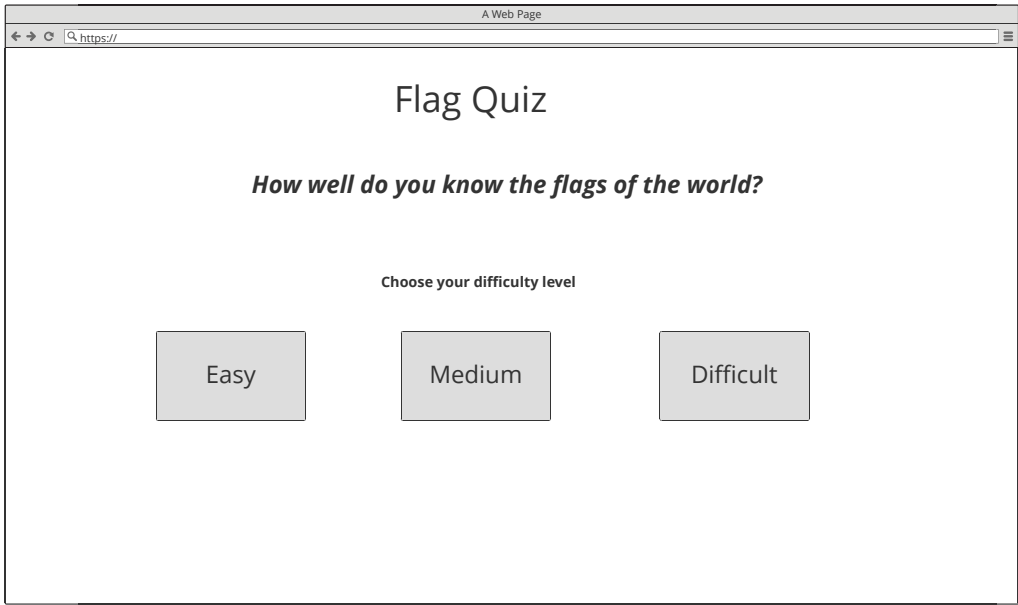 A Web Page
https://
Flag Quiz
How well do you know the flags of the world?
Choose your difficulty level
Easy
Medium
Difficult